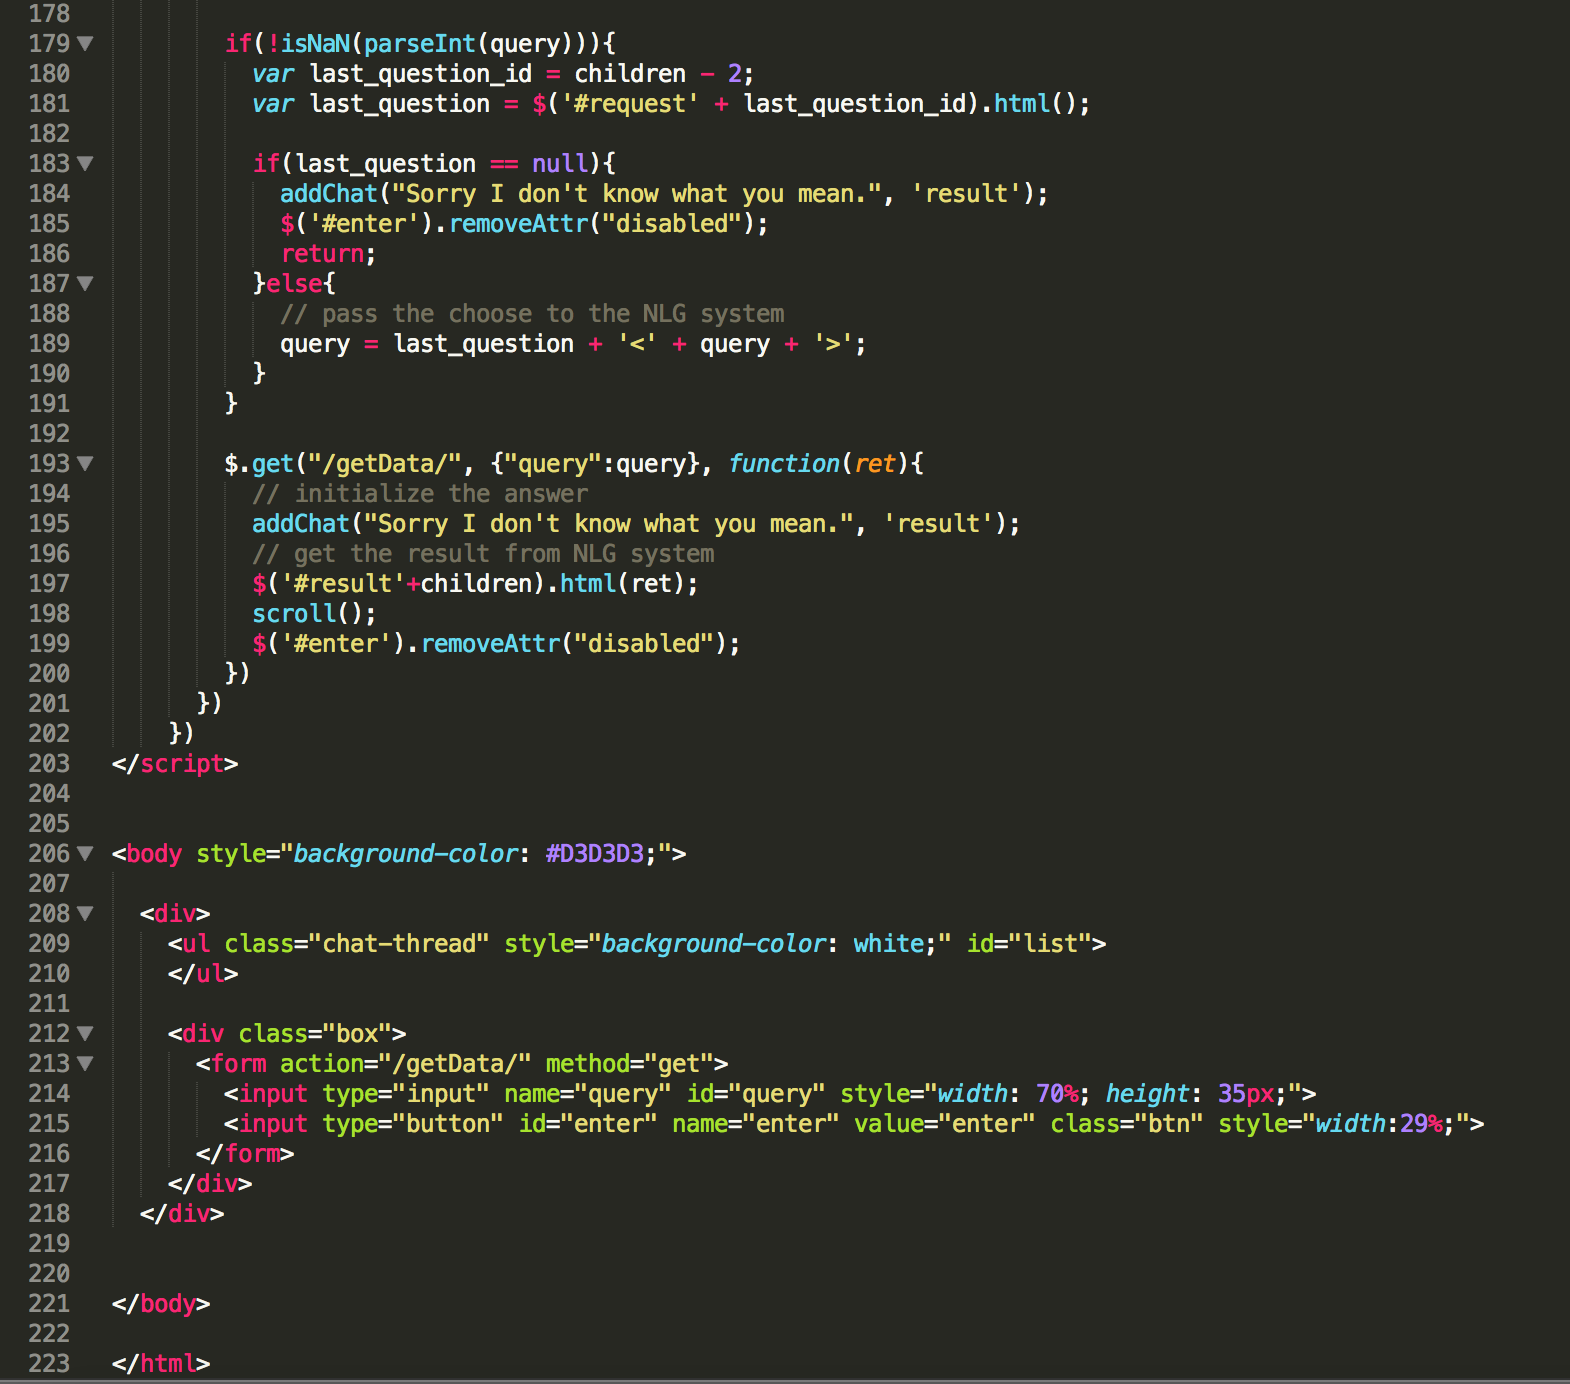 178
179 if(!isNaN(parseInt(query))){
180 var last_question_id = children - 2;
181 var last_question = $('#request' + last_question_id).html();
182
183 if(last_question == null){
184 addChat("Sorry I don't know what you mean.", 'result');
185 $('#enter').removeAttr("disabled");
186 return;
187 }else{
188 // pass the choose to the NLG system
189 query = last_question + '<' + query + '>';
190 }
191 }
192
193 $.get("/getData/", {"query":query}, function(ret){
194 // initialize the answer
195 addChat("Sorry I don't know what you mean.", 'result');
196 // get the result from NLG system
197 $('#result'+children).html(ret);
198 scroll();
199 $('#enter').removeAttr("disabled");
200 })
201 })
202 })
203 </script>
204
205
206 <body style="background-color: #D3D3D3;">
207
208 <div>
209 <ul class="chat-thread" style="background-color: white;" id="list">
210 </ul>
211
212 <div class="box">
213 <form action="/getData/" method="get">
214 <input type="input" name="query" id="query" style="width: 70%; height: 35px;">
215 <input type="button" id="enter" name="enter" value="enter" class="btn" style="width:29%;">
216 </form>
217 </div>
218 </div>
219
220
221 </body>
222
223 </html>